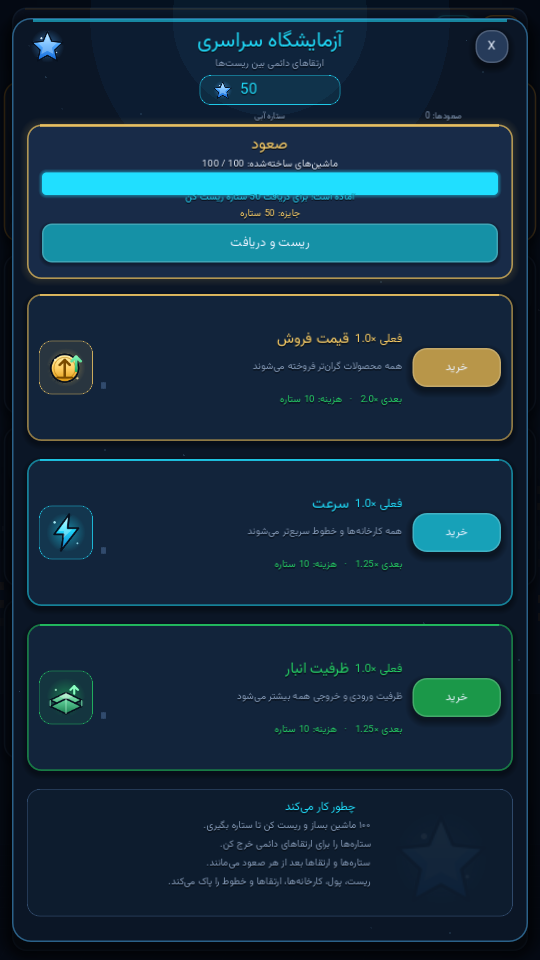 آزمایشگاه سراسری
X
ارتقاهای دائمی بین ریست‌ها
50
ستاره آبی
صعودها: 0
صعود
ماشین‌های ساخته‌شده: 100 / 100
آماده است: برای دریافت 50 ستاره ریست کن
جایزه: 50 ستاره
ریست و دریافت
فعلی ×1.0 قیمت فروش
همه محصولات گران‌تر فروخته می‌شوند
بعدی ×2.0 · هزینه: 10 ستاره
خرید
فعلی ×1.0 سرعت
همه کارخانه‌ها و خطوط سریع‌تر می‌شوند
بعدی ×1.25 · هزینه: 10 ستاره
خرید
فعلی ×1.0 ظرفیت انبار
ظرفیت ورودی و خروجی همه بیشتر می‌شود
بعدی ×1.25 · هزینه: 10 ستاره
خرید
چطور کار می‌کند
۱۰۰ ماشین بساز و ریست کن تا ستاره بگیری.
ستاره‌ها را برای ارتقاهای دائمی خرج کن.
ستاره‌ها و ارتقاها بعد از هر صعود می‌مانند.
ریست، پول، کارخانه‌ها، ارتقاها و خطوط را پاک می‌کند.